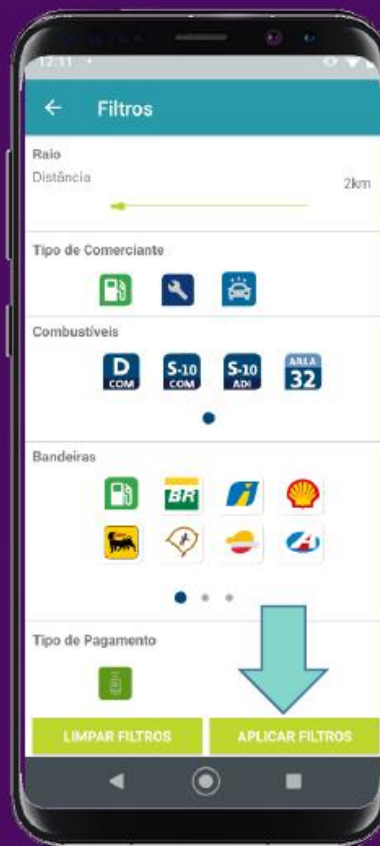 12:11
Filtros
Raio
Distância
2km
Tipo de Comerciante
Combustíveis
D COM
S-10 COM
S-10 ADI
ARLA 32
Bandeiras
BR
Tipo de Pagamento
LIMPAR FILTROS
APLICAR FILTROS